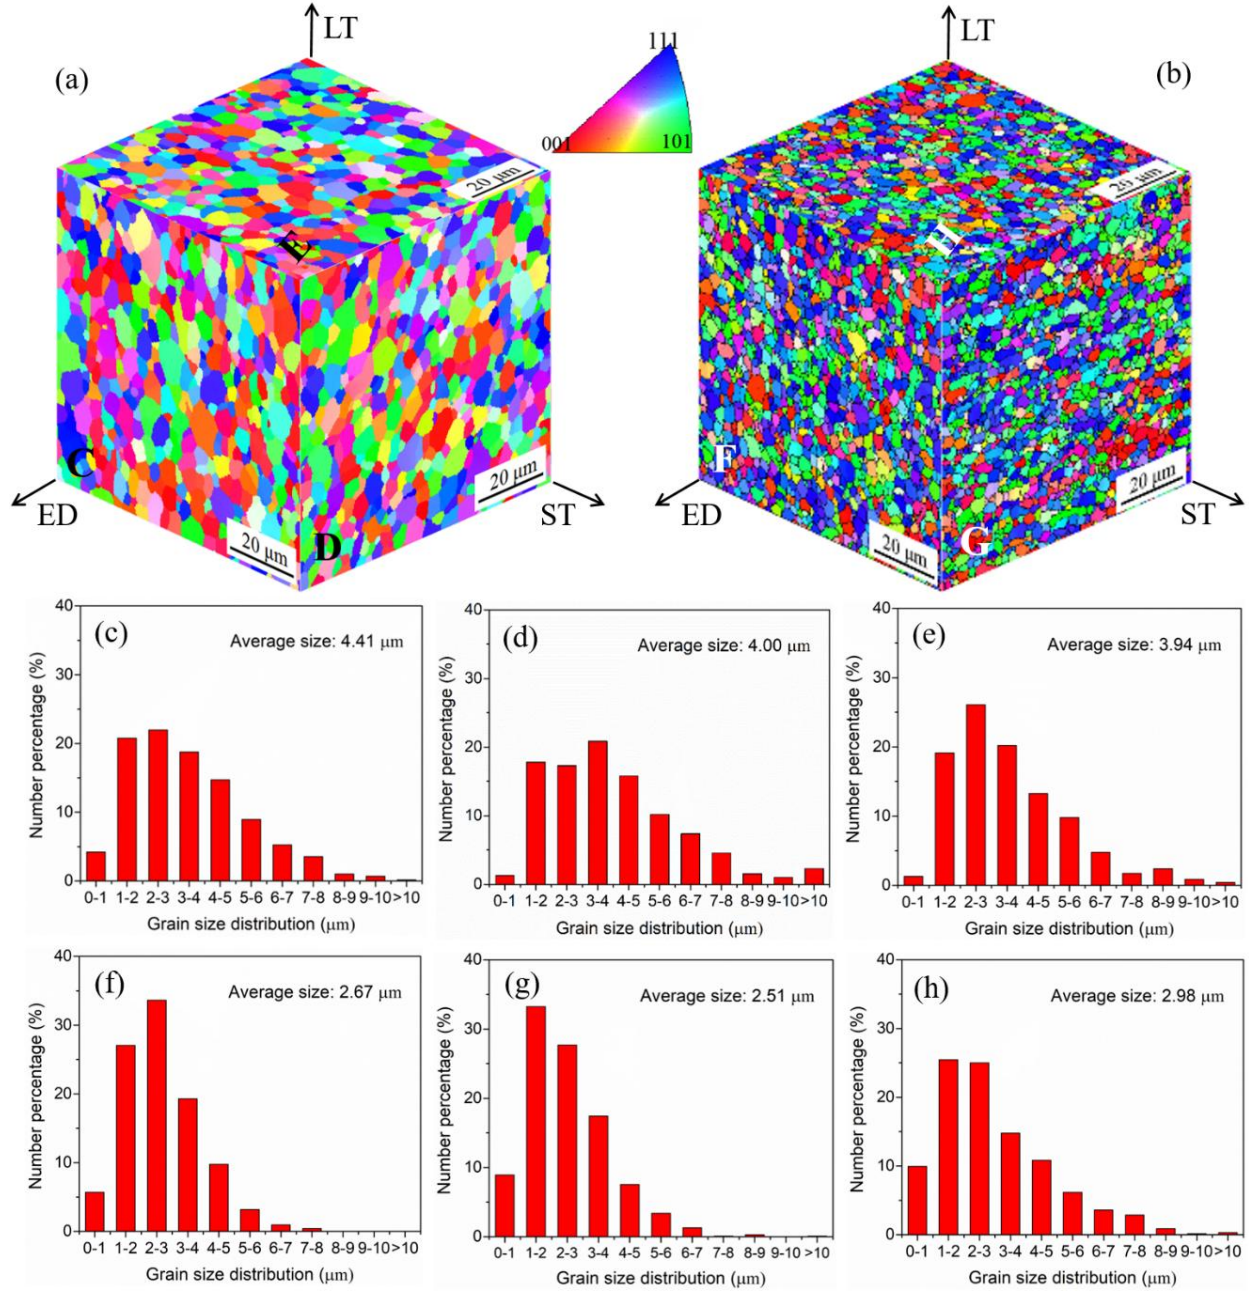 LT
(a)
111
001
101
LT
(b)
20 μm
E
20 μm
H
C
20 μm
D
20 μm
ED
ST
F
20 μm
G
20 μm
ED
ST
(c)
Average size: 4.41 μm
Number percentage (%)
40
30
20
10
0
0-1 1-2 2-3 3-4 4-5 5-6 6-7 7-8 8-9 9-10 >10
Grain size distribution (μm)
(d)
Average size: 4.00 μm
Number percentage (%)
40
30
20
10
0
0-1 1-2 2-3 3-4 4-5 5-6 6-7 7-8 8-9 9-10 >10
Grain size distribution (μm)
(e)
Average size: 3.94 μm
Number percentage (%)
40
30
20
10
0
0-1 1-2 2-3 3-4 4-5 5-6 6-7 7-8 8-9 9-10 >10
Grain size distribution (μm)
(f)
Average size: 2.67 μm
Number percentage (%)
40
30
20
10
0
0-1 1-2 2-3 3-4 4-5 5-6 6-7 7-8 8-9 9-10 >10
Grain size distribution (μm)
(g)
Average size: 2.51 μm
Number percentage (%)
40
30
20
10
0
0-1 1-2 2-3 3-4 4-5 5-6 6-7 7-8 8-9 9-10 >10
Grain size distribution (μm)
(h)
Average size: 2.98 μm
Number percentage (%)
40
30
20
10
0
0-1 1-2 2-3 3-4 4-5 5-6 6-7 7-8 8-9 9-10 >10
Grain size distribution (μm)